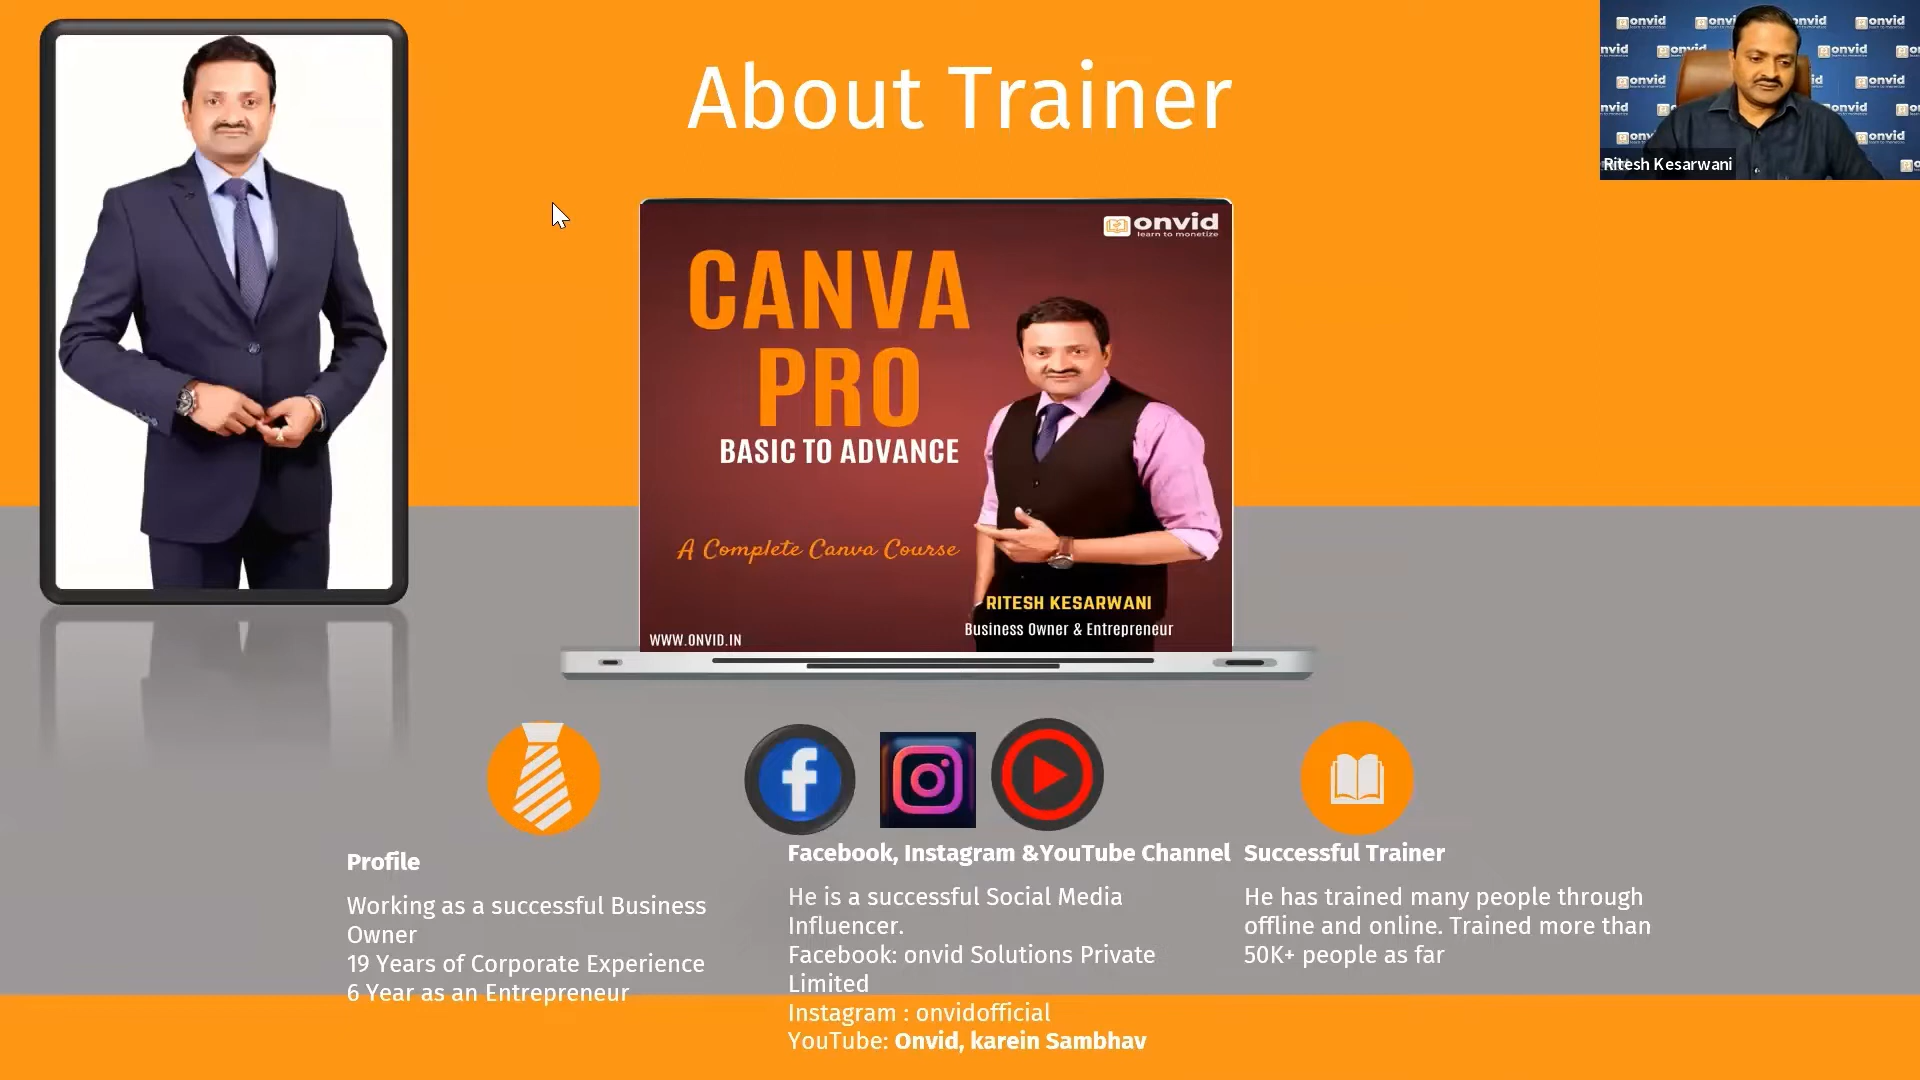 About Trainer
Ritesh Kesarwani
onvid
learn to monetize
CANVA
PRO
BASIC TO ADVANCE
A Complete Canva Course
RITESH KESARWANI
Business Owner & Entrepreneur
WWW.ONVID.IN
Profile
Working as a successful Business
Owner
19 Years of Corporate Experience
6 Year as an Entrepreneur
Facebook, Instagram &YouTube Channel
He is a successful Social Media
Influencer.
Facebook: onvid Solutions Private
Limited
Instagram : onvidofficial
YouTube: Onvid, karein Sambhav
Successful Trainer
He has trained many people through
offline and online. Trained more than
50K+ people as far